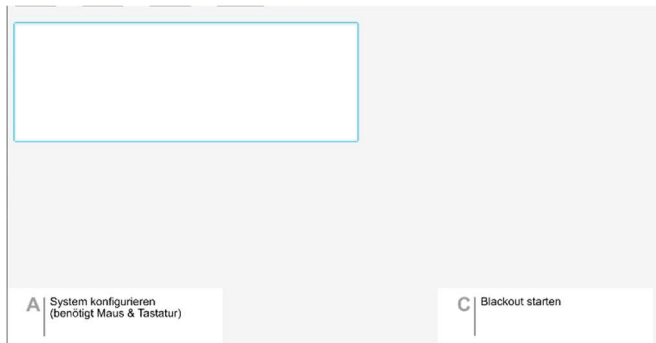 A
System konfigurieren
(benötigt Maus & Tastatur)
C
Blackout starten